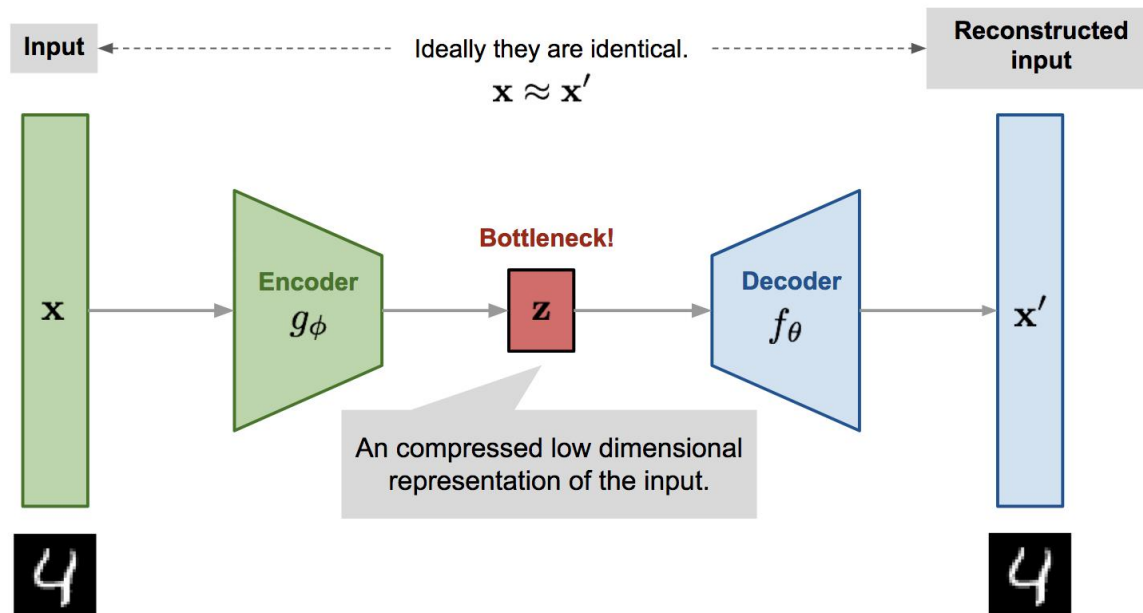 Input
Ideally they are identical.
x ≈ x′
Reconstructed
input
Bottleneck!
x
Encoder
gϕ
z
Decoder
fθ
x′
An compressed low dimensional
representation of the input.
4
4